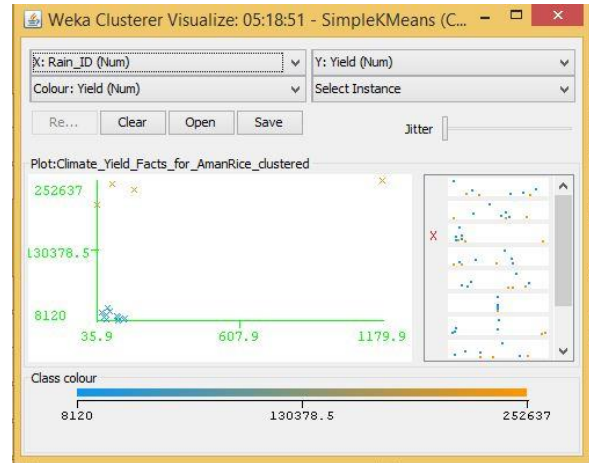 Weka Clusterer Visualize: 05:18:51 - SimpleKMeans (C...
X: Rain_ID (Num)
Y: Yield (Num)
Colour: Yield (Num)
Select Instance
Re...
Clear
Open
Save
Jitter
Plot:Climate_Yield_Facts_for_AmanRice_clustered
252637
130378.5
8120
35.9
607.9
1179.9
X
Class colour
8120
130378.5
252637